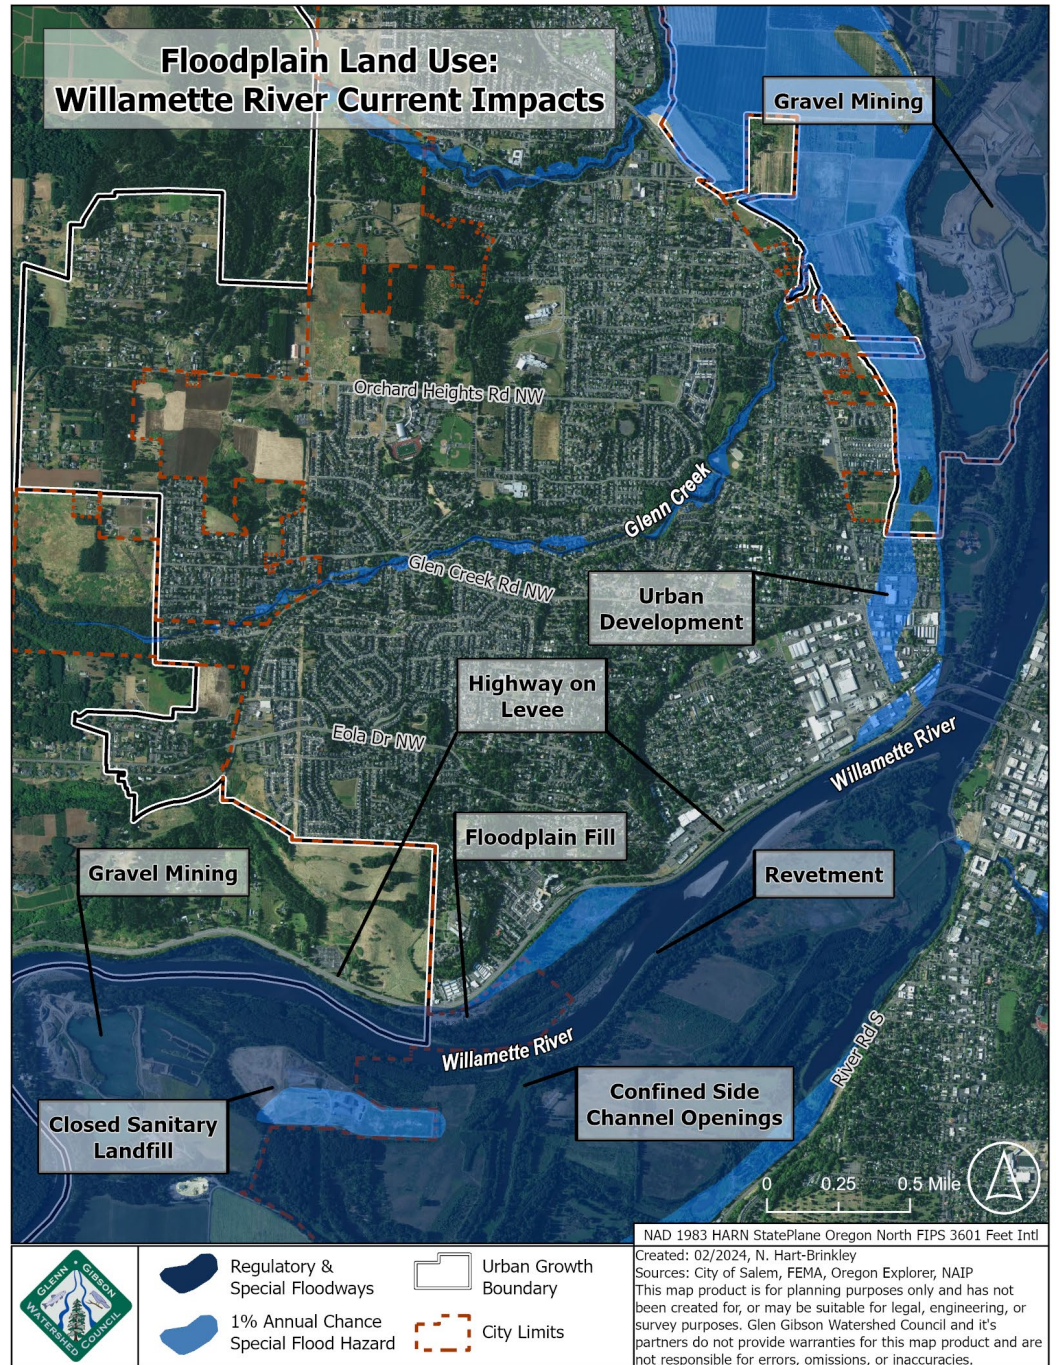 Floodplain Land Use:
Willamette River Current Impacts
Gravel Mining
Orchard Heights Rd NW
Glenn Creek
Glen Creek Rd NW
Urban
Development
Highway on
Levee
Eola Dr NW
Willamette River
Floodplain Fill
Gravel Mining
Revetment
Willamette River
River Rd S
Confined Side
Channel Openings
Closed Sanitary
Landfill
0 0.25 0.5 Mile
NAD 1983 HARN StatePlane Oregon North FIPS 3601 Feet Intl
GLENN • GIBSON
WATERSHED COUNCIL
Regulatory &
Special Floodways
1% Annual Chance
Special Flood Hazard
Urban Growth
Boundary
City Limits
Created: 02/2024, N. Hart-Brinkley
Sources: City of Salem, FEMA, Oregon Explorer, NAIP
This map product is for planning purposes only and has not
been created for, or may be suitable for legal, engineering, or
survey purposes. Glen Gibson Watershed Council and it's
partners do not provide warranties for this map product and are
not responsible for errors, omissions, or inaccuracies.